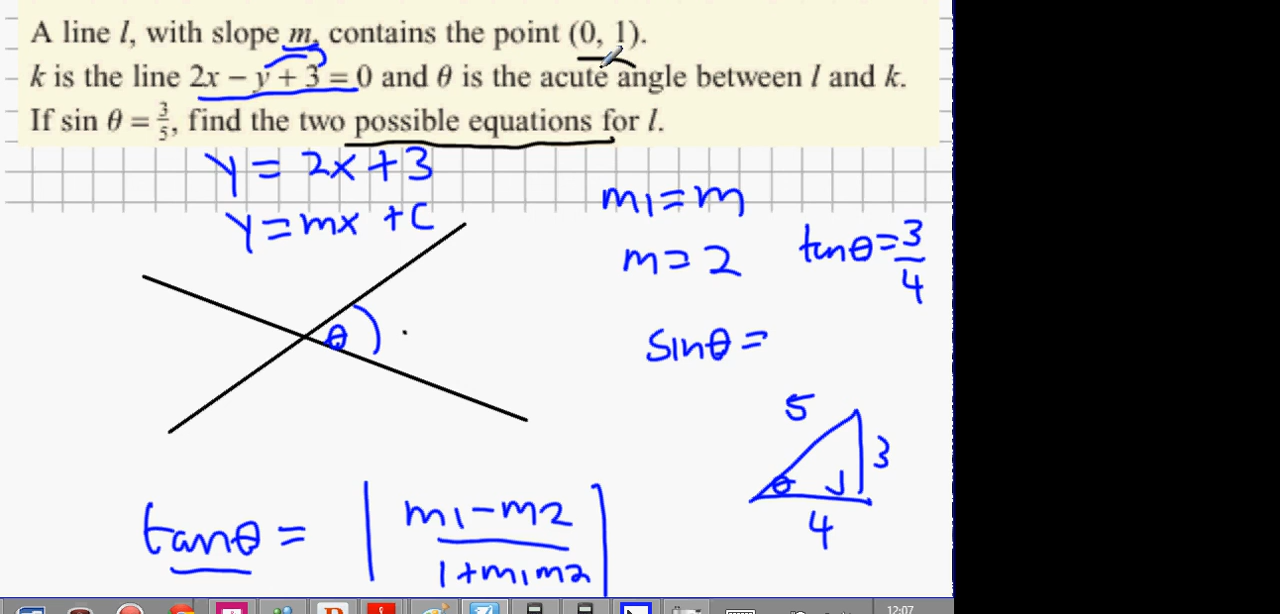 A line l, with slope m, contains the point (0, 1).
k is the line 2x − y + 3 = 0 and θ is the acute angle between l and k.
If sin θ = 3/5, find the two possible equations for l.
y = 2x + 3
y = mx + c
m1 = m
m = 2
tanθ = 3/4
θ
sinθ =
5
3
θ
4
tanθ = | m1 − m2 / 1 + m1m2 |
12:07